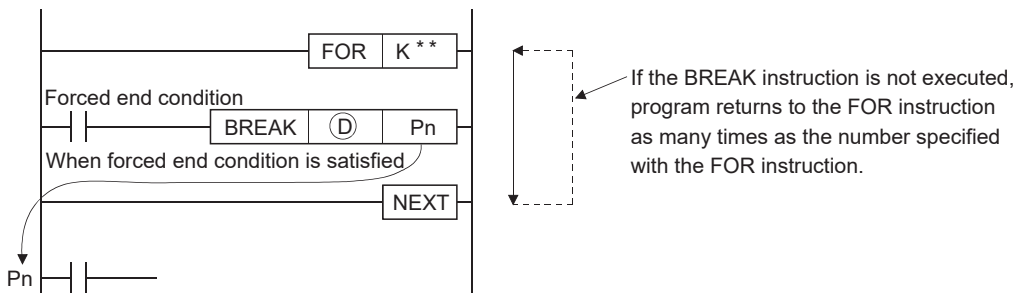 FOR K**
Forced end condition
BREAK Ⓓ Pn
When forced end condition is satisfied
NEXT
Pn
If the BREAK instruction is not executed,
program returns to the FOR instruction
as many times as the number specified
with the FOR instruction.